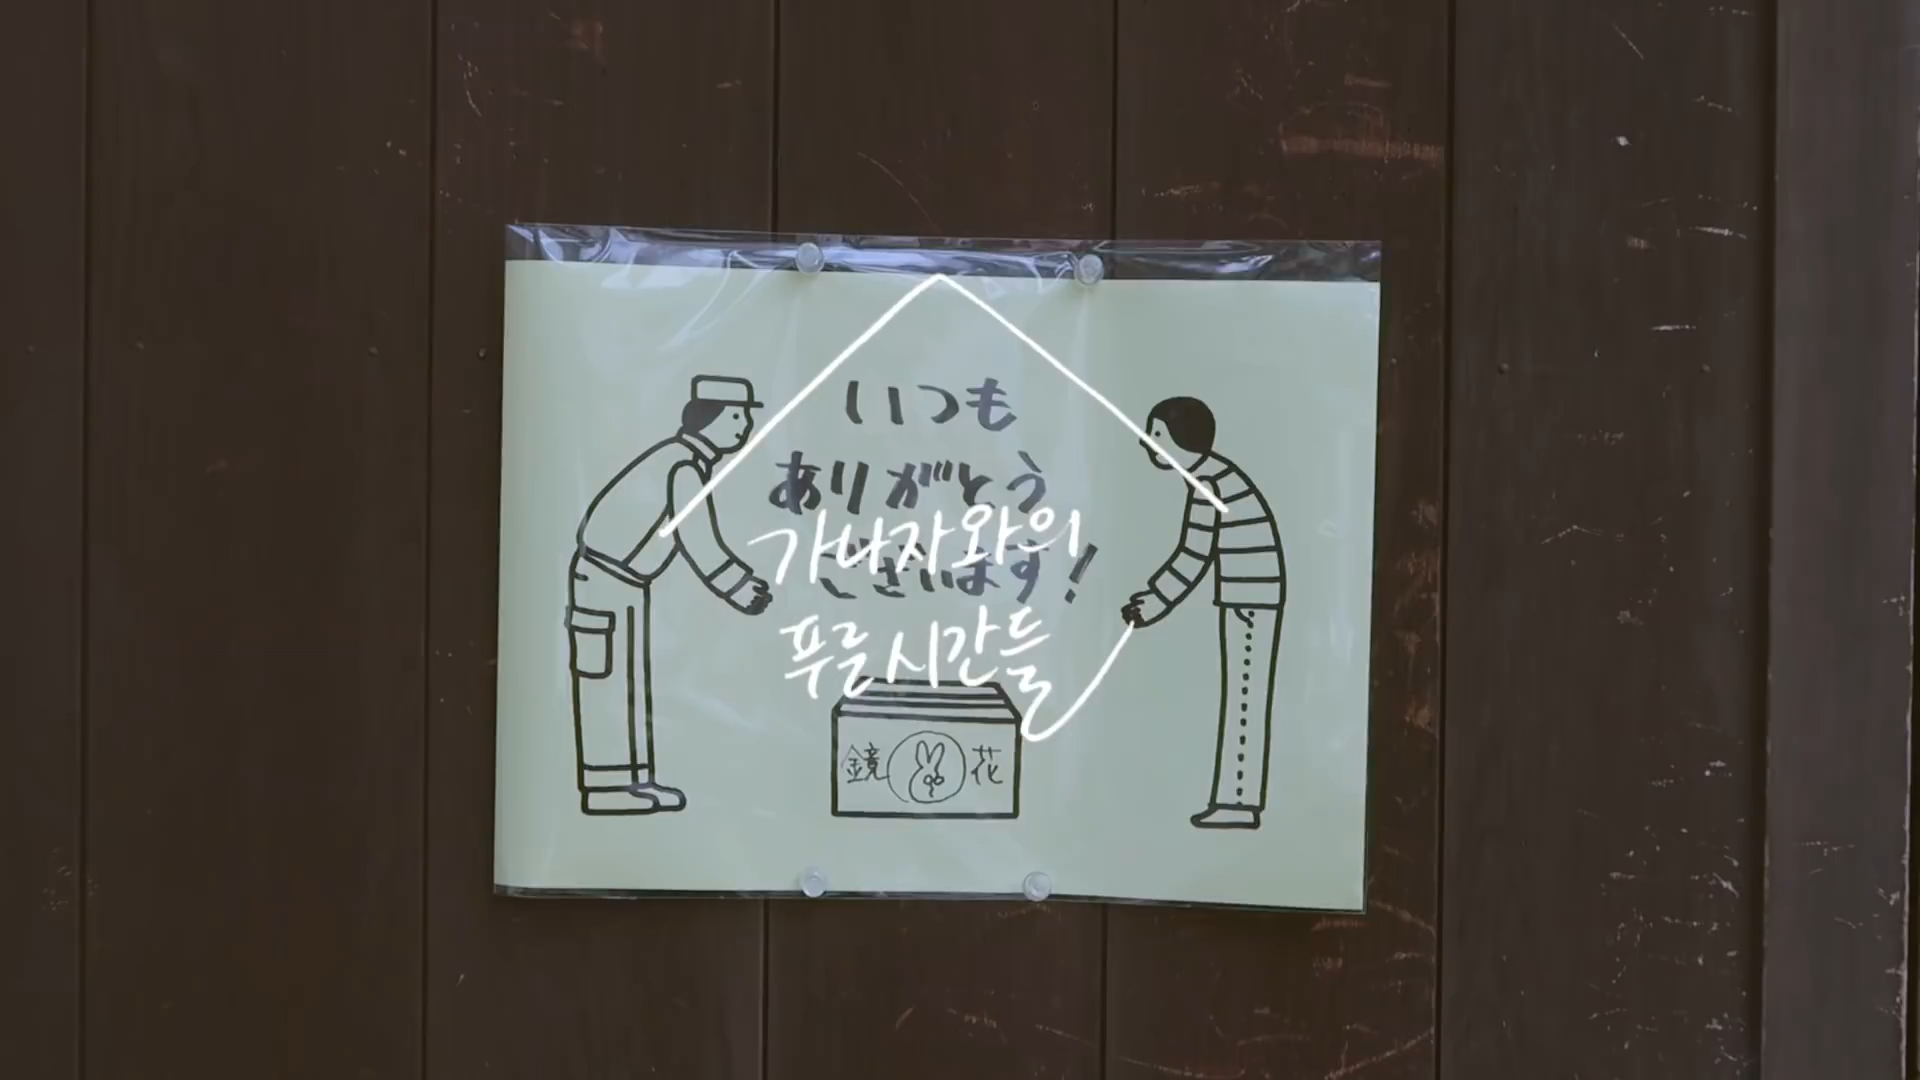 いつも
ありがとう
ございます!
가나자와의
푸른 시간들
鏡花